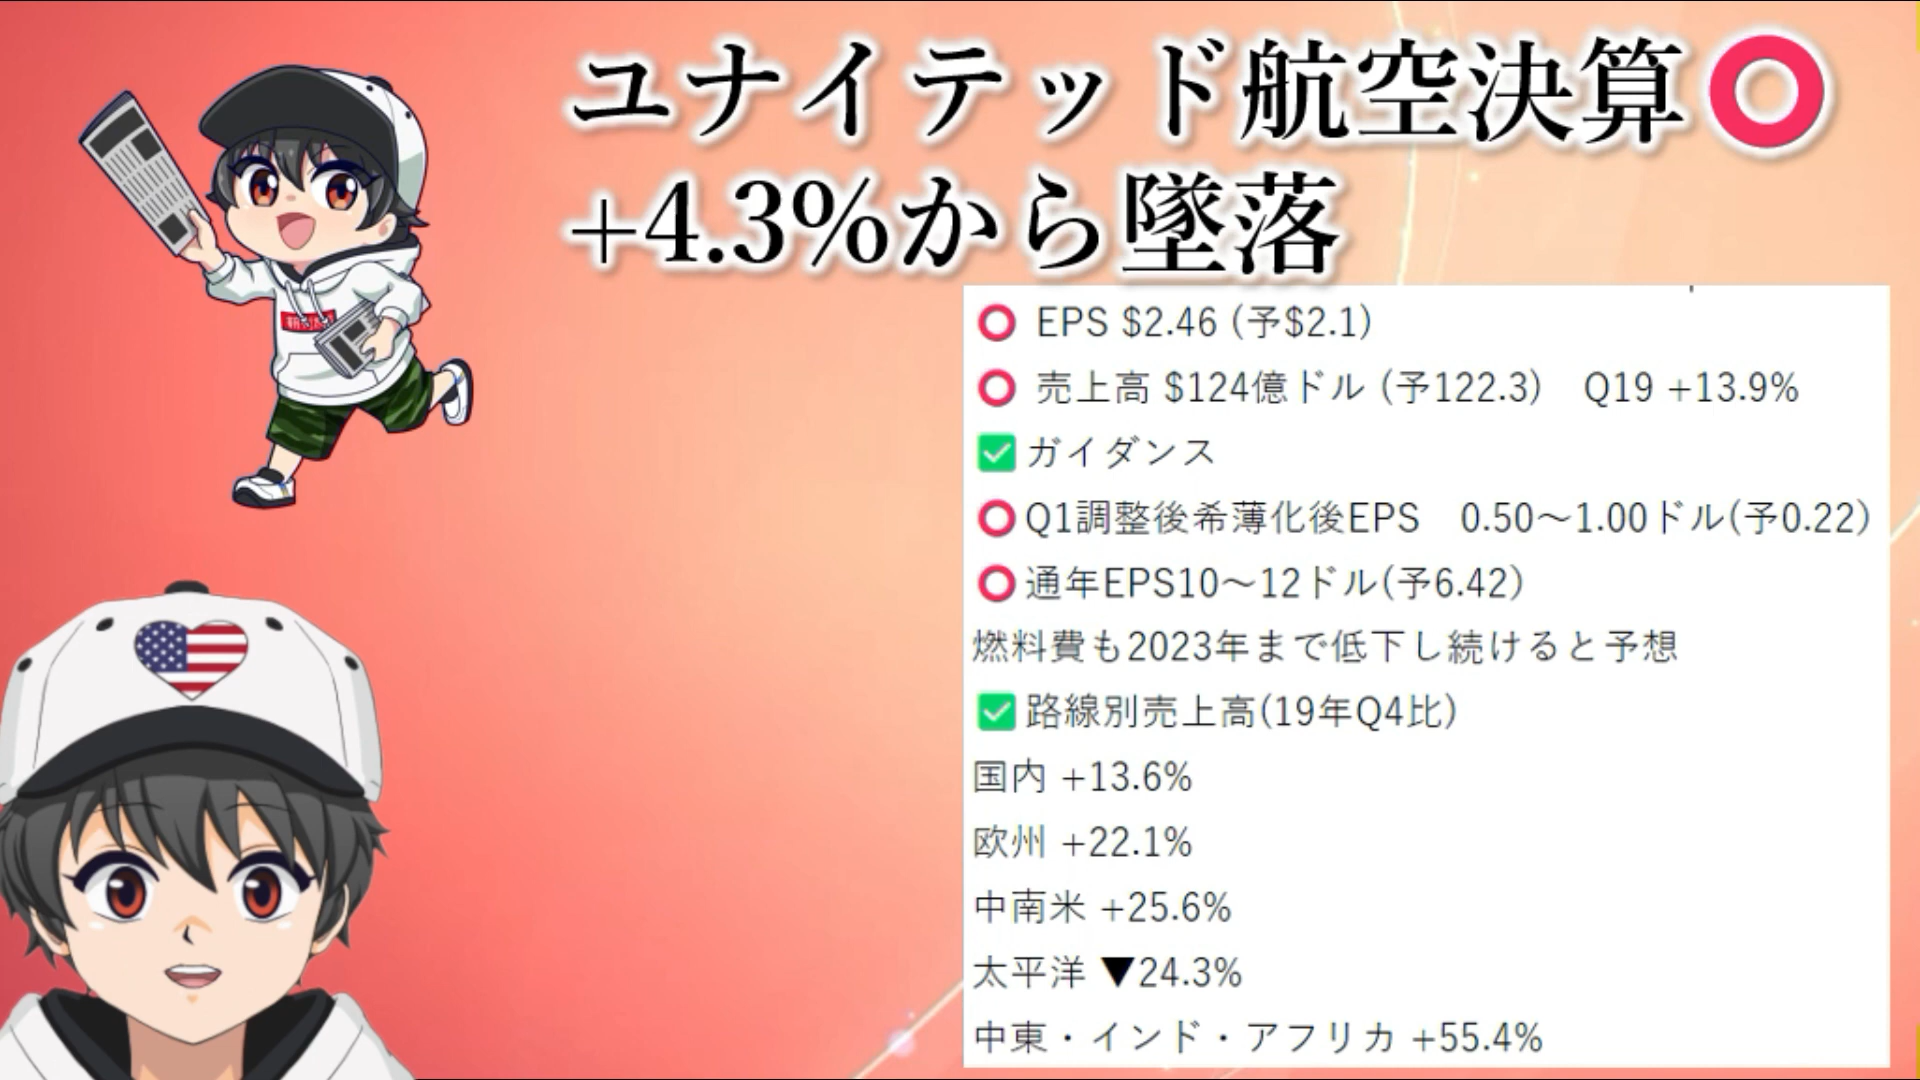 ユナイテッド航空決算⭕
+4.3%から墜落
⭕ EPS $2.46 (予$2.1)
⭕ 売上高 $124億ドル (予122.3) Q19 +13.9%
✅ガイダンス
⭕Q1調整後希薄化後EPS 0.50～1.00ドル(予0.22)
⭕通年EPS10～12ドル(予6.42)
燃料費も2023年まで低下し続けると予想
✅路線別売上高(19年Q4比)
国内 +13.6%
欧州 +22.1%
中南米 +25.6%
太平洋 ▼24.3%
中東・インド・アフリカ +55.4%